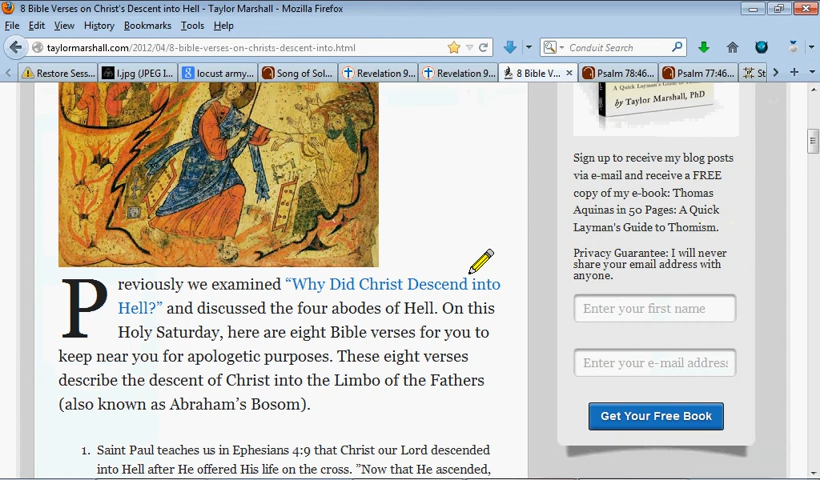 8 Bible Verses on Christ's Descent into Hell - Taylor Marshall - Mozilla Firefox
File Edit View History Bookmarks Tools Help
taylormarshall.com/2012/04/8-bible-verses-on-christs-descent-into.html
Conduit Search
Restore Sess... I.jpg (JPEG I... locust army... Song of Sol... Revelation 9... Revelation 9... 8 Bible V... Psalm 78:46... Psalm 77:46... St
A Quick Layman's Guide to Thomism
by Taylor Marshall, PhD
Sign up to receive my blog posts
via e-mail and receive a FREE
copy of my e-book: Thomas
Aquinas in 50 Pages: A Quick
Layman's Guide to Thomism.
Privacy Guarantee: I will never
share your email address with
anyone.
Enter your first name
Enter your e-mail address
Get Your Free Book
Previously we examined “Why Did Christ Descend into
Hell?” and discussed the four abodes of Hell. On this
Holy Saturday, here are eight Bible verses for you to
keep near you for apologetic purposes. These eight verses
describe the descent of Christ into the Limbo of the Fathers
(also known as Abraham’s Bosom).
1. Saint Paul teaches us in Ephesians 4:9 that Christ our Lord descended
into Hell after He offered His life on the cross. ”Now that He ascended,